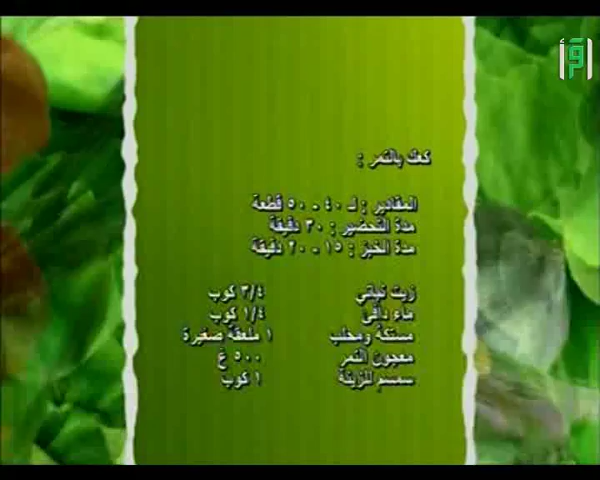 اقرأ
كعك بالتمر :
المقادير : لـ ٤٠ - ٥٠ قطعة
مدة التحضير : ٣٠ دقيقة
مدة الخبز : ١٥ - ٢٠ دقيقة
زيت نباتي ٣/٤ كوب
ماء دافئ ١/٤ كوب
مستكة ومحلب ١ ملعقة صغيرة
معجون التمر ٥٠٠ غ
سمسم للزينة ١ كوب